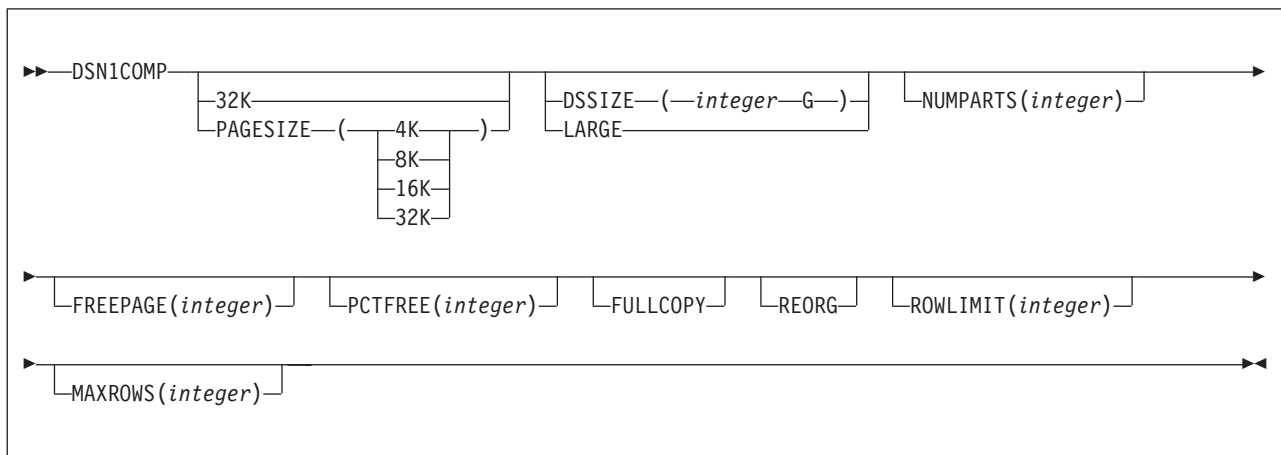 DSN1COMP
32K
PAGESIZE ( 4K )
8K
16K
32K
DSSIZE ( integer G )
LARGE
NUMPARTS(integer)
FREEPAGE(integer) PCTFREE(integer) FULLCOPY REORG ROWLIMIT(integer)
MAXROWS(integer)